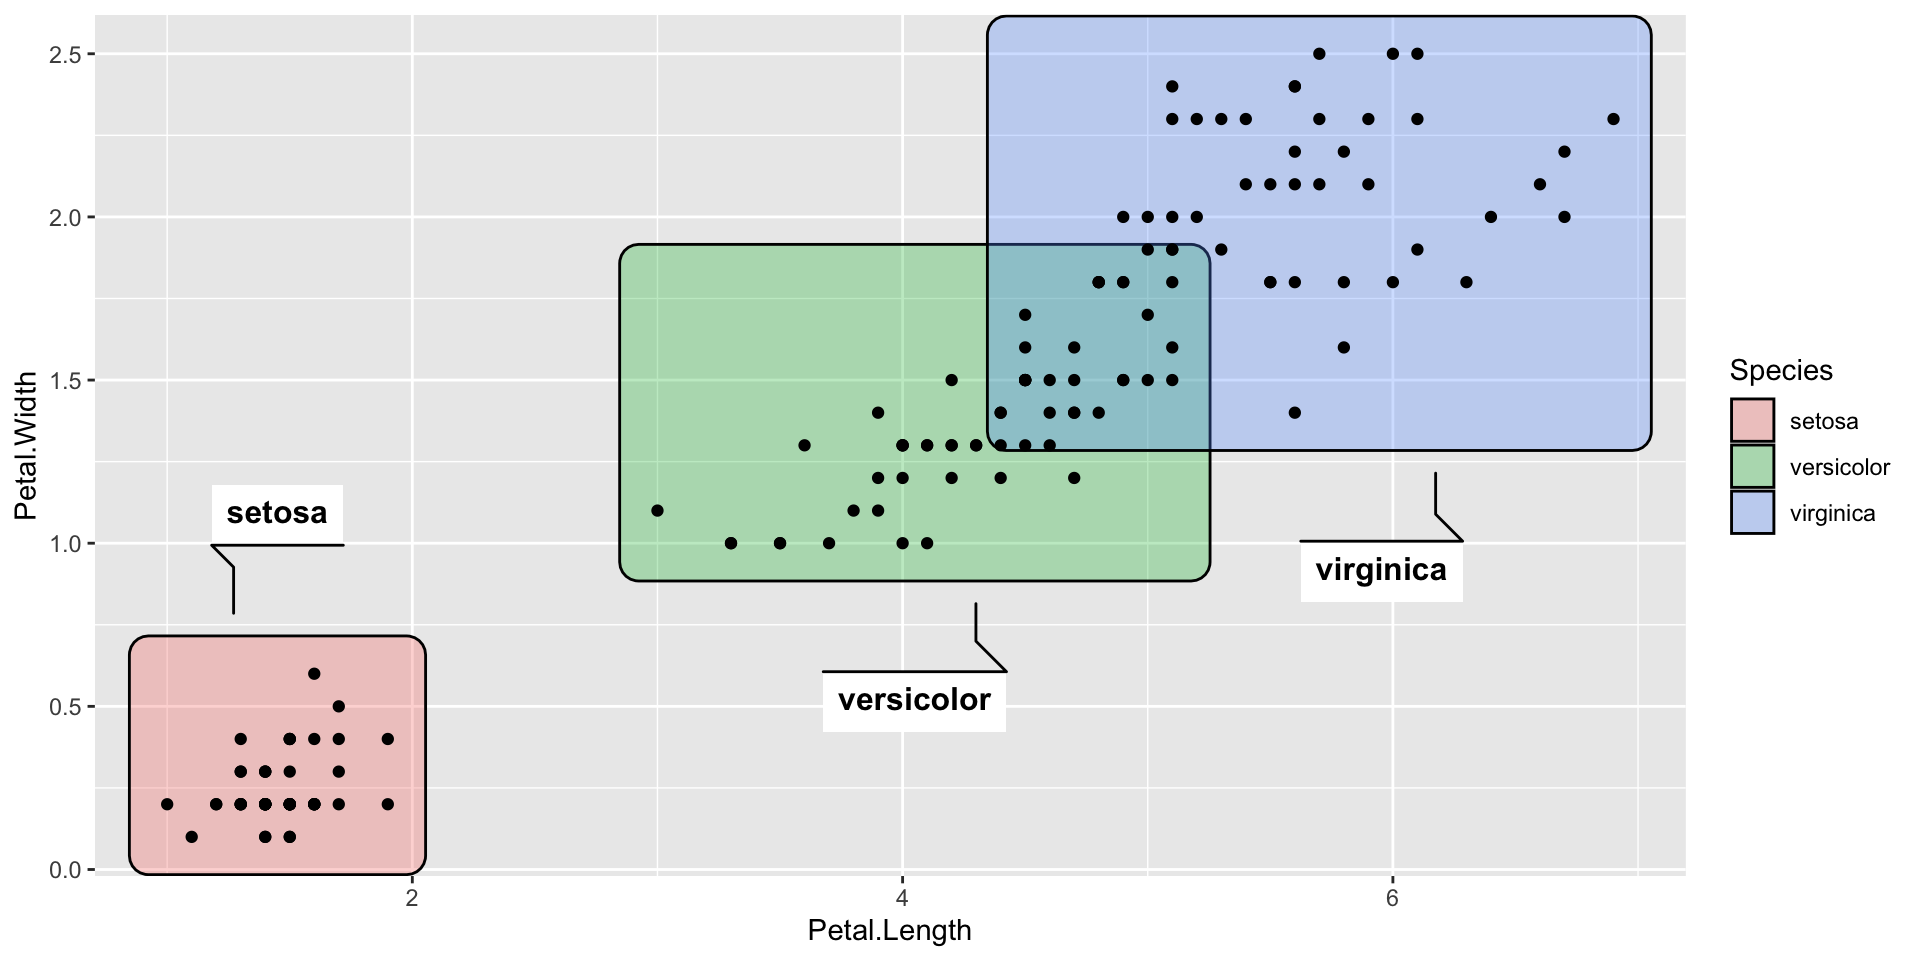 2.5
2.0
1.5
1.0
0.5
0.0
Petal.Width
setosa
versicolor
virginica
2
4
6
Petal.Length
Species
setosa
versicolor
virginica